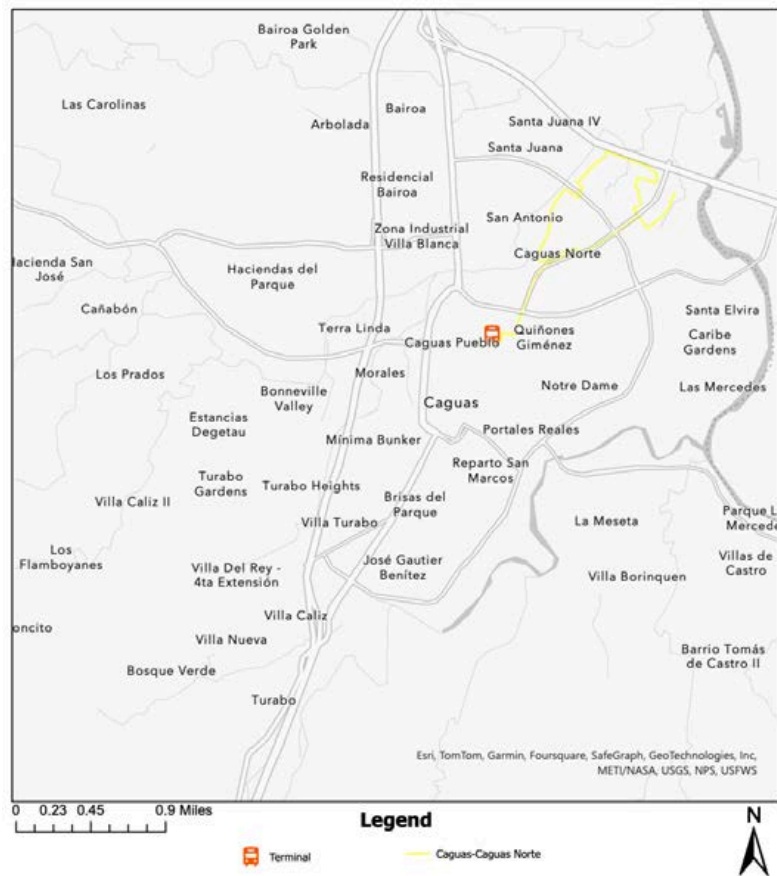 Bairoa Golden
Park
Las Carolinas
Bairoa
Arbolada
Santa Juana IV
Santa Juana
Residencial
Bairoa
San Antonio
Zona Industrial
Villa Blanca
Caguas Norte
Hacienda San
José
Haciendas del
Parque
Cañabón
Santa Elvira
Terra Linda
Quiñones
Giménez
Caguas Pueblo
Caribe
Gardens
Los Prados
Morales
Bonneville
Valley
Notre Dame
Las Mercedes
Caguas
Estancias
Degetau
Mínima Bunker
Portales Reales
Reparto San
Marcos
Turabo
Gardens
Turabo Heights
Villa Caliz II
Brisas del
Parque
Villa Turabo
La Meseta
Parque L
Mercede
Los
Flamboyanes
Villas de
Castro
José Gautier
Benítez
Villa Del Rey -
4ta Extensión
Villa Borinquen
Villa Caliz
oncito
Villa Nueva
Barrio Tomás
de Castro II
Bosque Verde
Turabo
Esri, TomTom, Garmin, Foursquare, SafeGraph, GeoTechnologies, Inc,
METI/NASA, USGS, NPS, USFWS
0 0.23 0.45 0.9 Miles
Legend
N
Terminal
Caguas-Caguas Norte